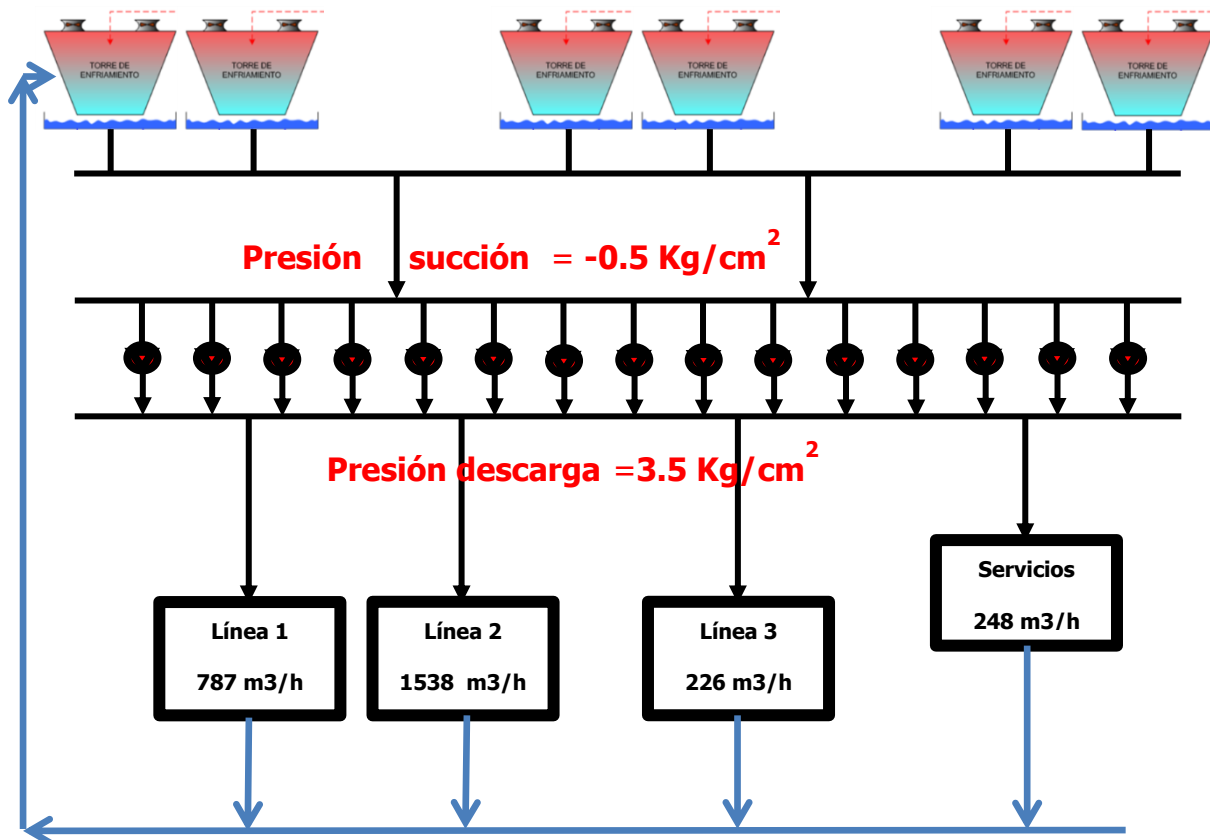 TORRE DE
ENFRIAMIENTO
TORRE DE
ENFRIAMIENTO
TORRE DE
ENFRIAMIENTO
TORRE DE
ENFRIAMIENTO
TORRE DE
ENFRIAMIENTO
TORRE DE
ENFRIAMIENTO
Presión succión = -0.5 Kg/cm²
Presión descarga =3.5 Kg/cm²
Servicios
248 m3/h
Línea 1
787 m3/h
Línea 2
1538 m3/h
Línea 3
226 m3/h